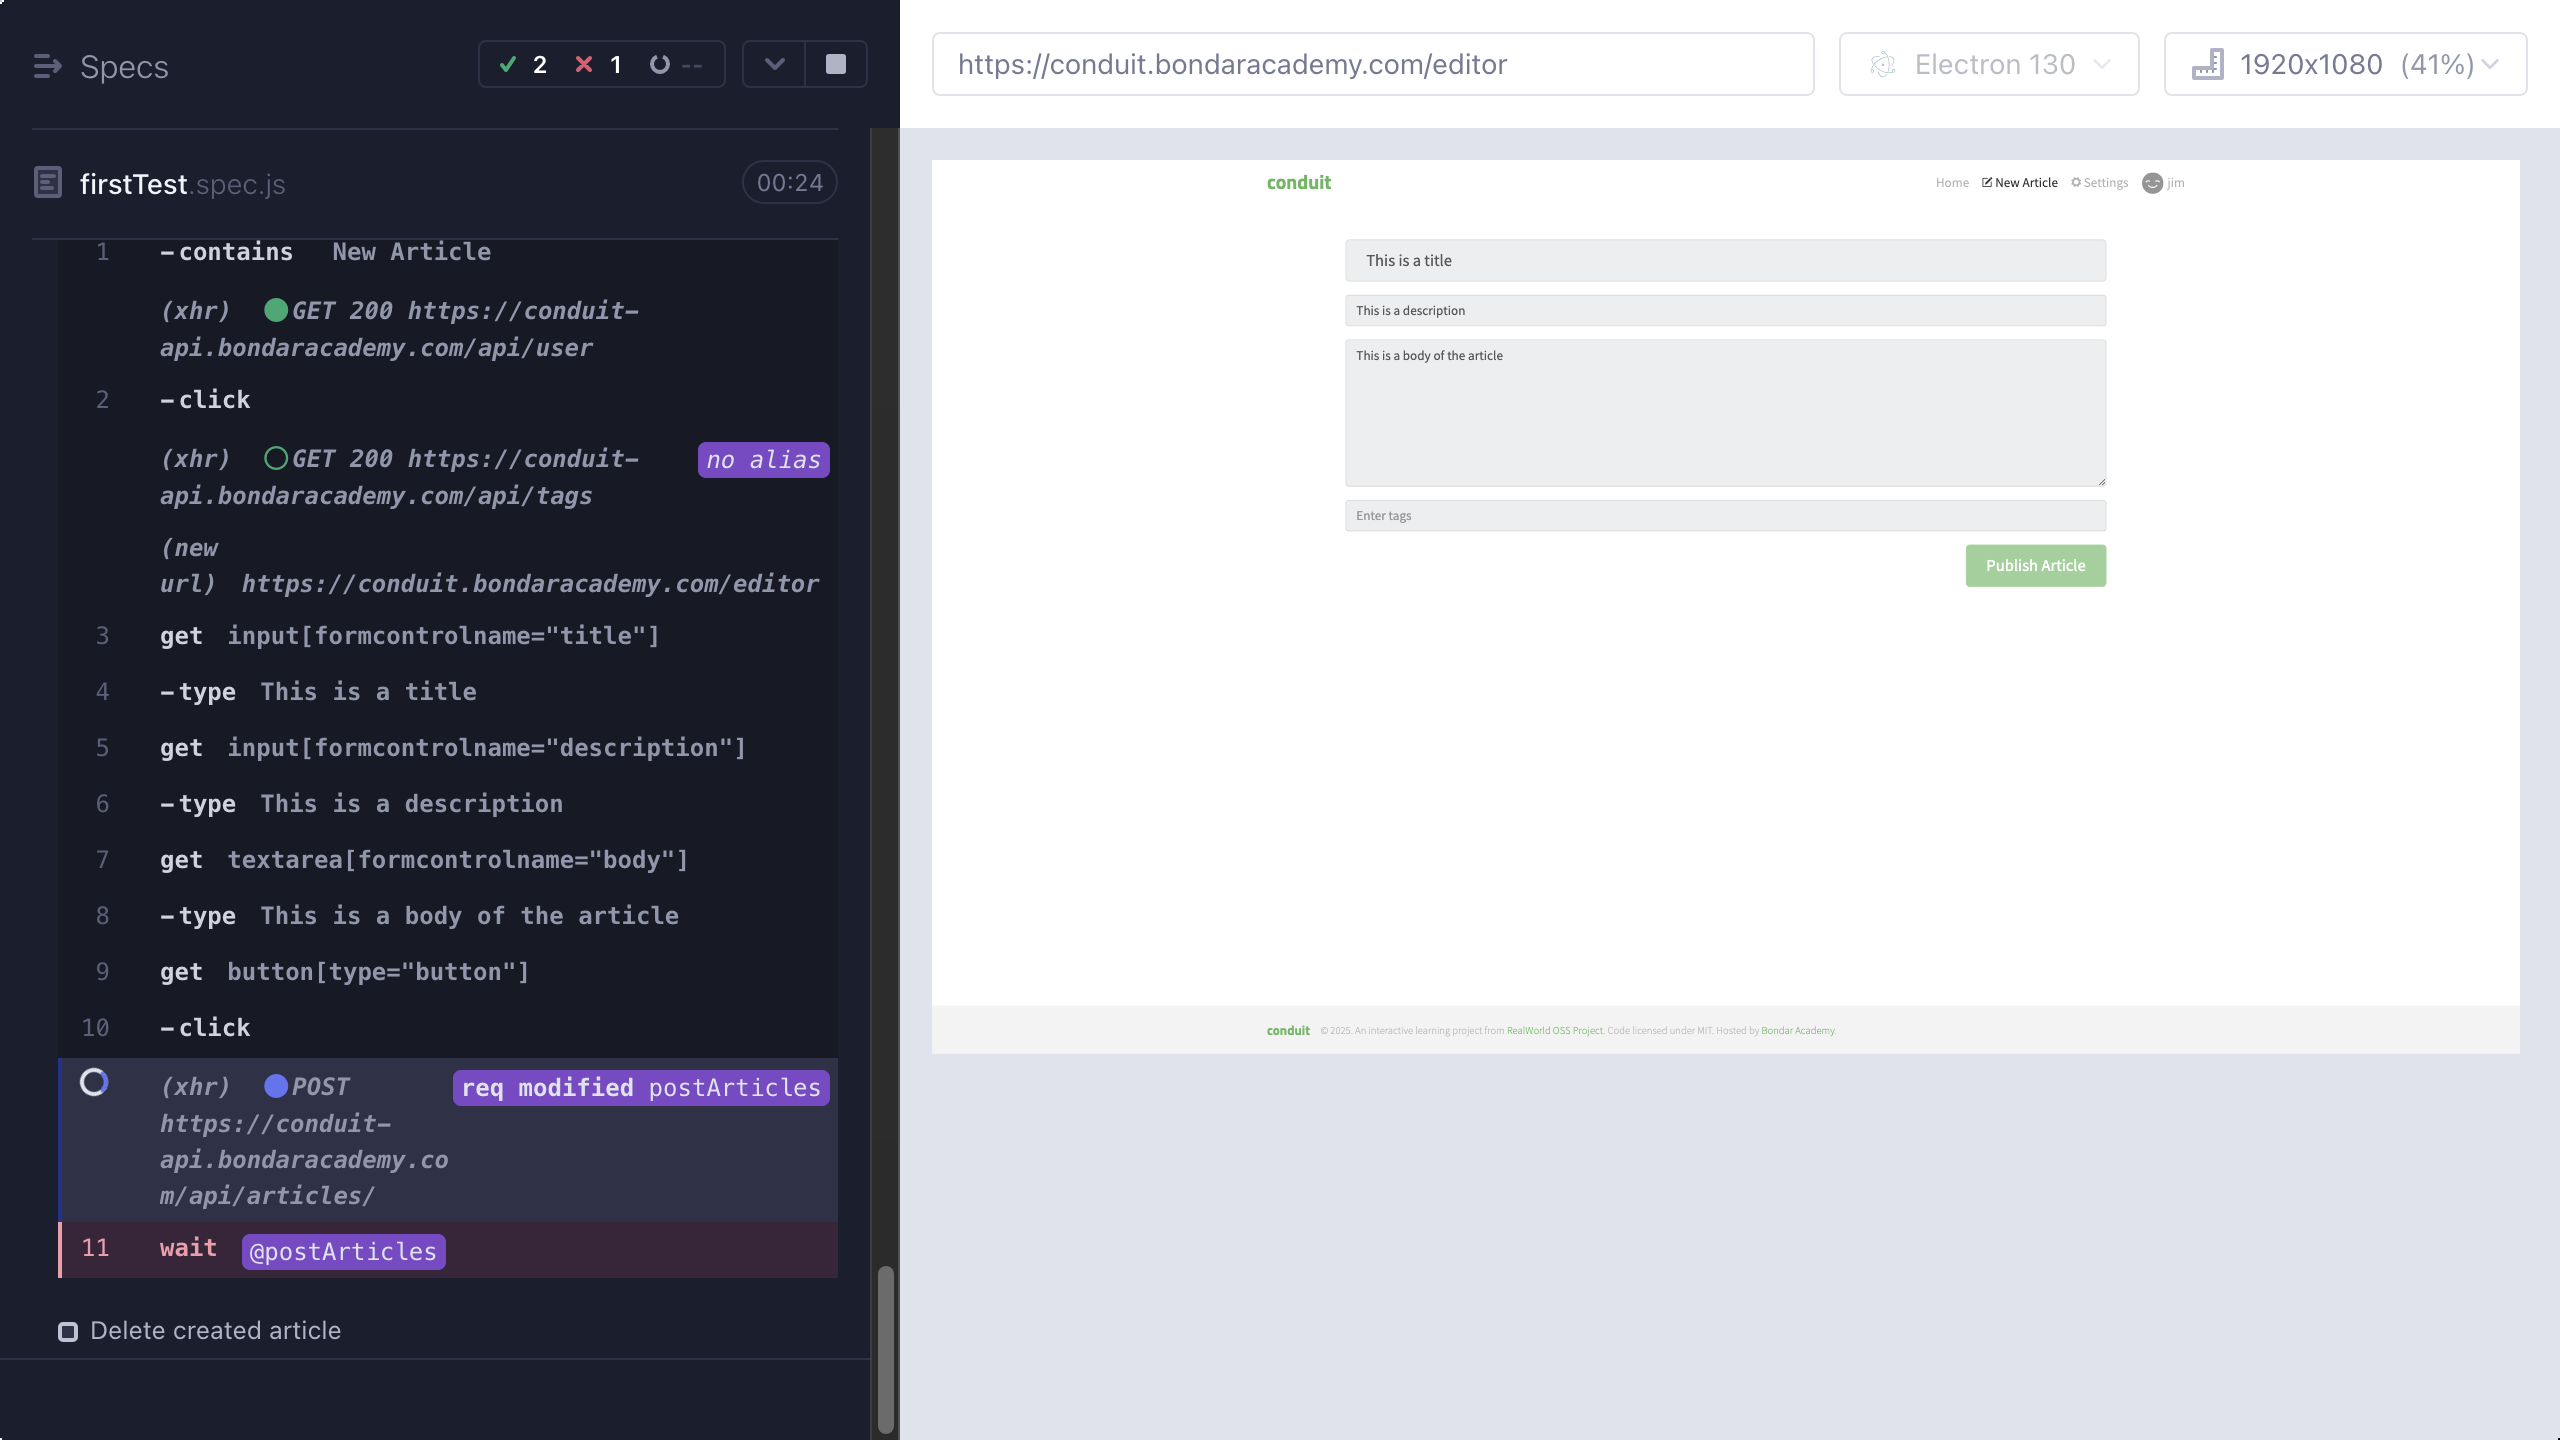 Specs
2
1
--
firstTest.spec.js
00:24
1 -contains New Article
(xhr) GET 200 https://conduit-
api.bondaracademy.com/api/user
2 -click
(xhr) GET 200 https://conduit- no alias
api.bondaracademy.com/api/tags
(new
url) https://conduit.bondaracademy.com/editor
3 get input[formcontrolname="title"]
4 -type This is a title
5 get input[formcontrolname="description"]
6 -type This is a description
7 get textarea[formcontrolname="body"]
8 -type This is a body of the article
9 get button[type="button"]
10 -click
(xhr) POST req modified postArticles
https://conduit-
api.bondaracademy.co
m/api/articles/
11 wait @postArticles
Delete created article
https://conduit.bondaracademy.com/editor
Electron 130
1920x1080 (41%)
conduit
Home New Article Settings jim
This is a title
This is a description
This is a body of the article
Enter tags
Publish Article
conduit © 2025. An interactive learning project from RealWorld OSS Project. Code licensed under MIT. Hosted by Bondar Academy.